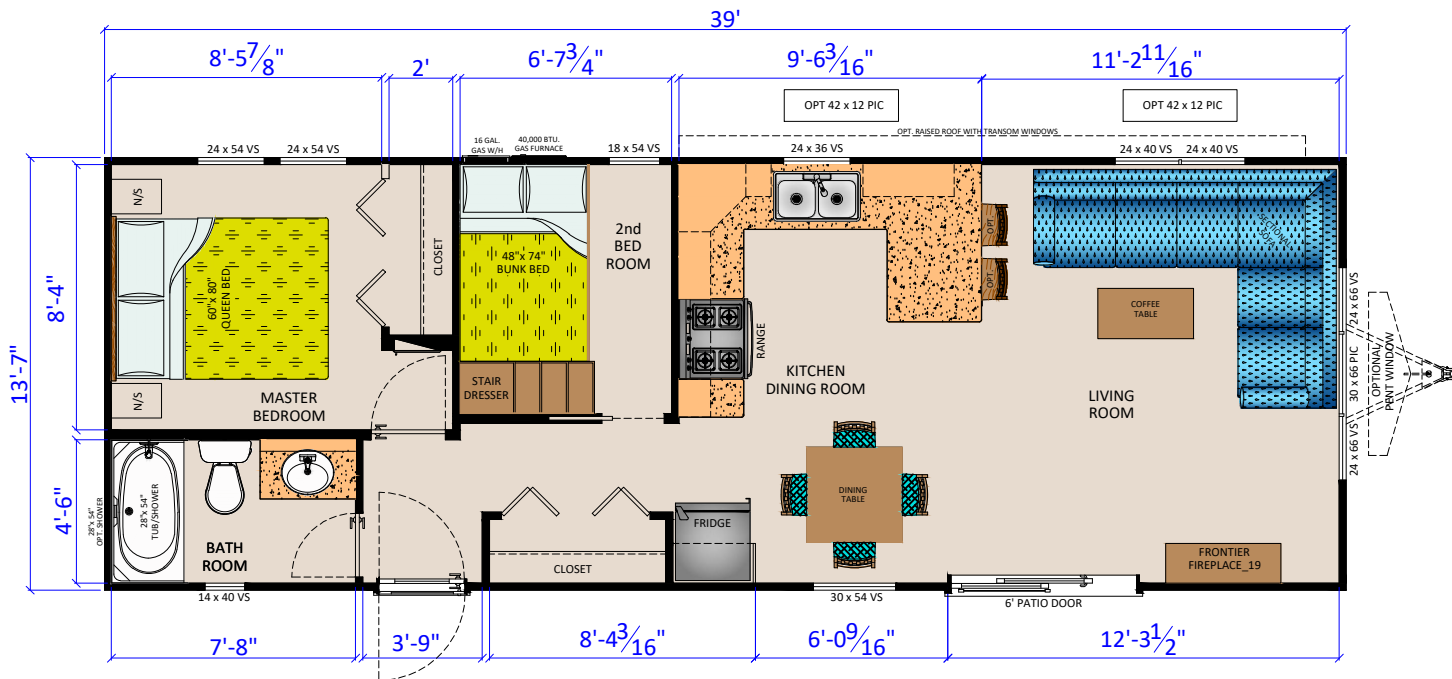 39'
8'-5 7/8"
2'
6'-7 3/4"
9'-6 3/16"
11'-2 11/16"
OPT 42 x 12 PIC
OPT 42 x 12 PIC
OPT. RAISED ROOF WITH TRANSOM WINDOWS
16 GAL.
GAS W/H
40,000 BTU.
GAS FURNACE
24 x 54 VS
24 x 54 VS
18 x 54 VS
24 x 36 VS
24 x 40 VS
24 x 40 VS
13'-7"
8'-4"
4'-6"
N/S
60"x 80"
QUEEN BED
N/S
MASTER
BEDROOM
CLOSET
48"x 74"
BUNK BED
2nd
BED
ROOM
STAIR
DRESSER
RANGE
KITCHEN
DINING ROOM
OPT
OPT
SECTIONAL
SOFA
COFFEE
TABLE
LIVING
ROOM
24 x 66 VS
30 x 66 PIC
24 x 66 VS
OPTIONAL
PENT WINDOW
28"x 54"
OPT. SHOWER
28"x 54"
TUB/SHOWER
BATH
ROOM
CLOSET
FRIDGE
DINING
TABLE
FRONTIER
FIREPLACE_19
14 x 40 VS
30 x 54 VS
6' PATIO DOOR
7'-8"
3'-9"
8'-4 3/16"
6'-0 9/16"
12'-3 1/2"